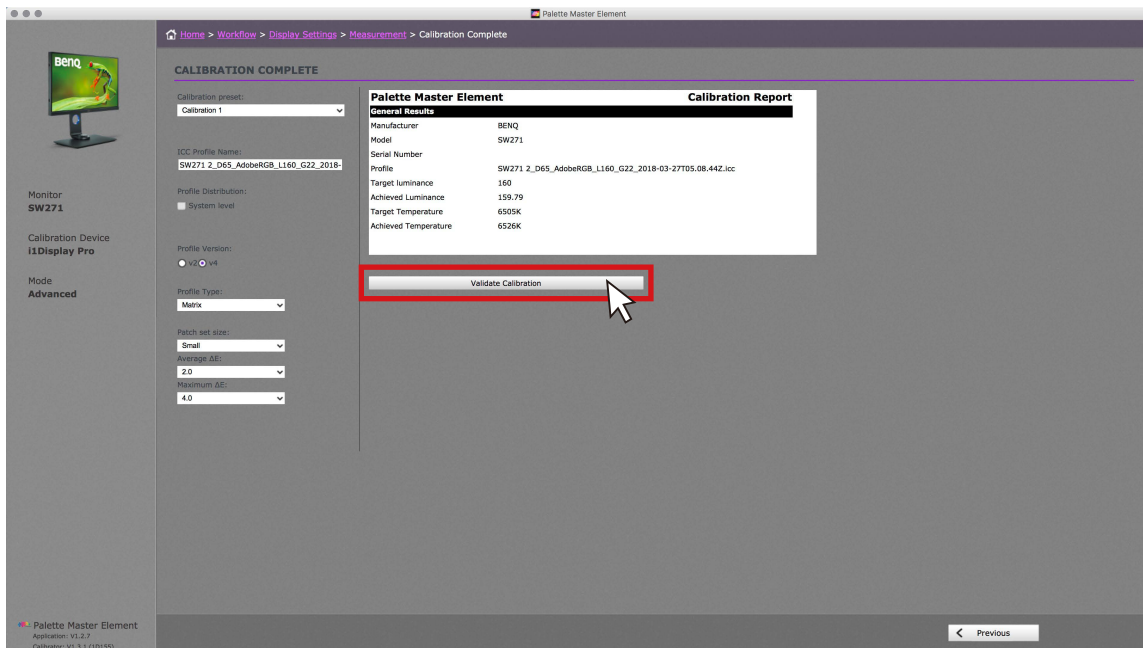 Palette Master Element
Home > Workflow > Display Settings > Measurement > Calibration Complete
BenQ
CALIBRATION COMPLETE
Calibration preset:
Calibration 1
ICC Profile Name:
SW271 2_D65_AdobeRGB_L160_G22_2018-
Profile Distribution:
System level
Profile Version:
v2 v4
Profile Type:
Matrix
Patch set size:
Small
Average ΔE:
2.0
Maximum ΔE:
4.0
Palette Master Element Calibration Report
General Results
Manufacturer BENQ
Model SW271
Serial Number
Profile SW271 2_D65_AdobeRGB_L160_G22_2018-03-27T05.08.44Z.icc
Target luminance 160
Achieved Luminance 159.79
Target Temperature 6505K
Achieved Temperature 6526K
Validate Calibration
Monitor
SW271
Calibration Device
i1Display Pro
Mode
Advanced
Palette Master Element
Application: V1.2.7
Calibrator: V1.3.1 (1D155)
Previous